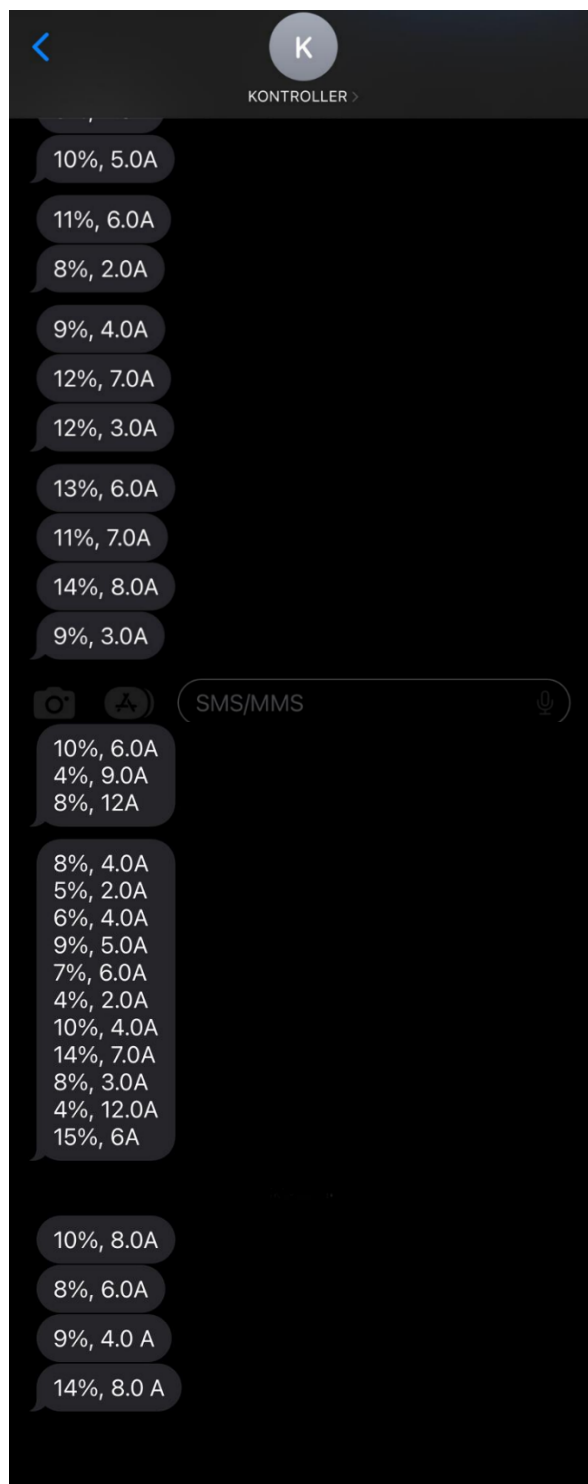 K
KONTROLLER
10%, 5.0A
11%, 6.0A
8%, 2.0A
9%, 4.0A
12%, 7.0A
12%, 3.0A
13%, 6.0A
11%, 7.0A
14%, 8.0A
9%, 3.0A
SMS/MMS
10%, 6.0A
4%, 9.0A
8%, 12A
8%, 4.0A
5%, 2.0A
6%, 4.0A
9%, 5.0A
7%, 6.0A
4%, 2.0A
10%, 4.0A
14%, 7.0A
8%, 3.0A
4%, 12.0A
15%, 6A
10%, 8.0A
8%, 6.0A
9%, 4.0 A
14%, 8.0 A